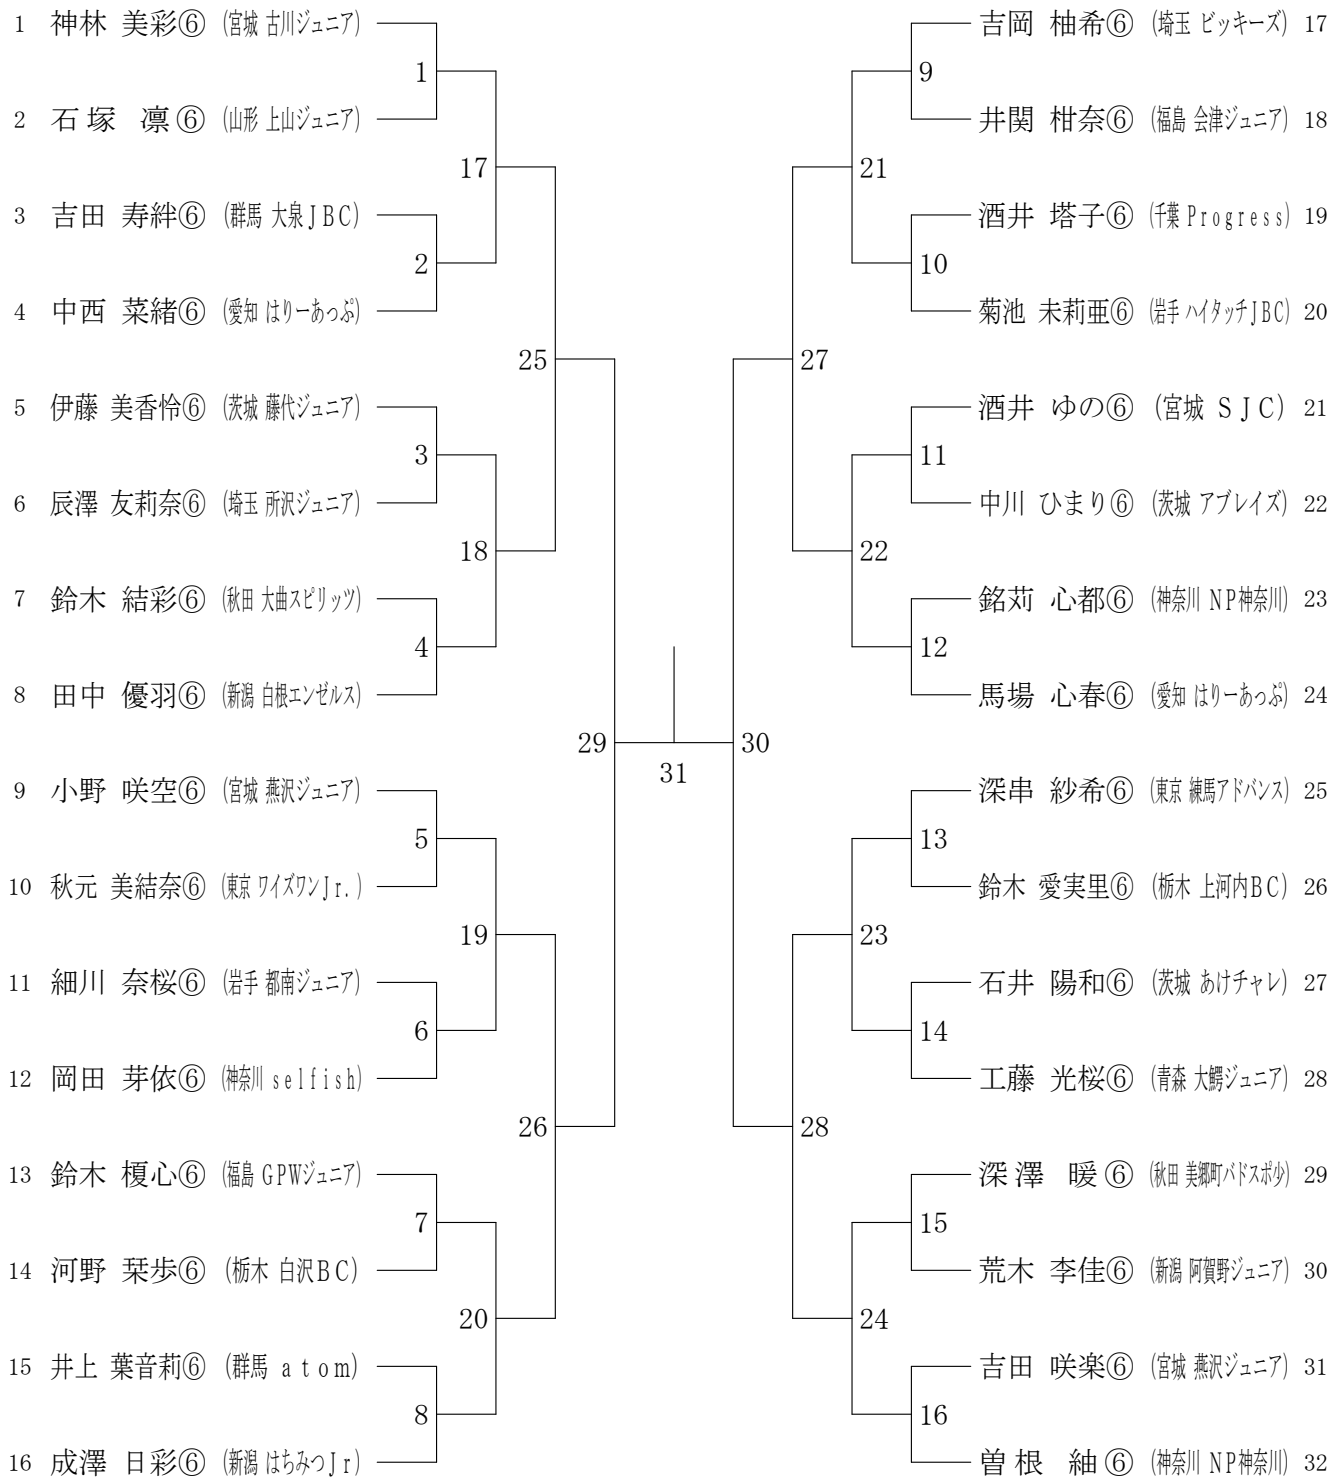 1 神林 美彩⑥ (宮城 古川ジュニア)
1
2 石塚 凛⑥ (山形 上山ジュニア)
17
3 吉田 寿絆⑥ (群馬 大泉JBC)
2
4 中西 菜緒⑥ (愛知 はりーあっぷ)
25
5 伊藤 美香怜⑥ (茨城 藤代ジュニア)
3
6 辰澤 友莉奈⑥ (埼玉 所沢ジュニア)
18
7 鈴木 結彩⑥ (秋田 大曲スピリッツ)
4
8 田中 優羽⑥ (新潟 白根エンゼルス)
29
9 小野 咲空⑥ (宮城 燕沢ジュニア)
5
10 秋元 美結奈⑥ (東京 ワイズワンJr.)
19
11 細川 奈桜⑥ (岩手 都南ジュニア)
6
12 岡田 芽依⑥ (神奈川 selfish)
26
13 鈴木 榎心⑥ (福島 GPWジュニア)
7
14 河野 栞歩⑥ (栃木 白沢BC)
20
15 井上 葉音莉⑥ (群馬 atom)
8
16 成澤 日彩⑥ (新潟 はちみつJr)
31
吉岡 柚希⑥ (埼玉 ビッキーズ) 17
9
井関 柑奈⑥ (福島 会津ジュニア) 18
21
酒井 塔子⑥ (千葉 Progress) 19
10
菊池 未莉亜⑥ (岩手 ハイタッチJBC) 20
27
酒井 ゆの⑥ (宮城 SJC) 21
11
中川 ひまり⑥ (茨城 アブレイズ) 22
22
銘苅 心都⑥ (神奈川 NP神奈川) 23
12
馬場 心春⑥ (愛知 はりーあっぷ) 24
30
深串 紗希⑥ (東京 練馬アドバンス) 25
13
鈴木 愛実里⑥ (栃木 上河内BC) 26
23
石井 陽和⑥ (茨城 あけチャレ) 27
14
工藤 光桜⑥ (青森 大鰐ジュニア) 28
28
深澤 暖⑥ (秋田 美郷町バドスポ少) 29
15
荒木 李佳⑥ (新潟 阿賀野ジュニア) 30
24
吉田 咲楽⑥ (宮城 燕沢ジュニア) 31
16
曽根 紬⑥ (神奈川 NP神奈川) 32